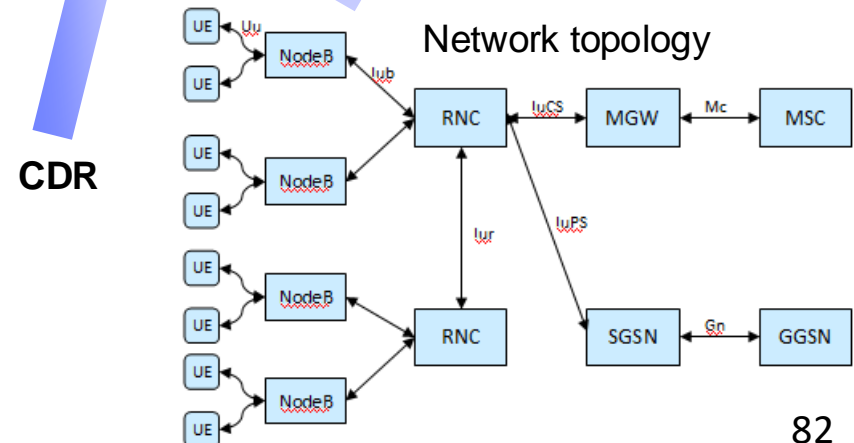 Network topology
UE
Uu
NodeB
UE
Iub
RNC
IuCS
MGW
Mc
MSC
UE
NodeB
UE
CDR
Iur
IuPS
UE
NodeB
UE
RNC
SGSN
Gn
GGSN
UE
NodeB
UE
82